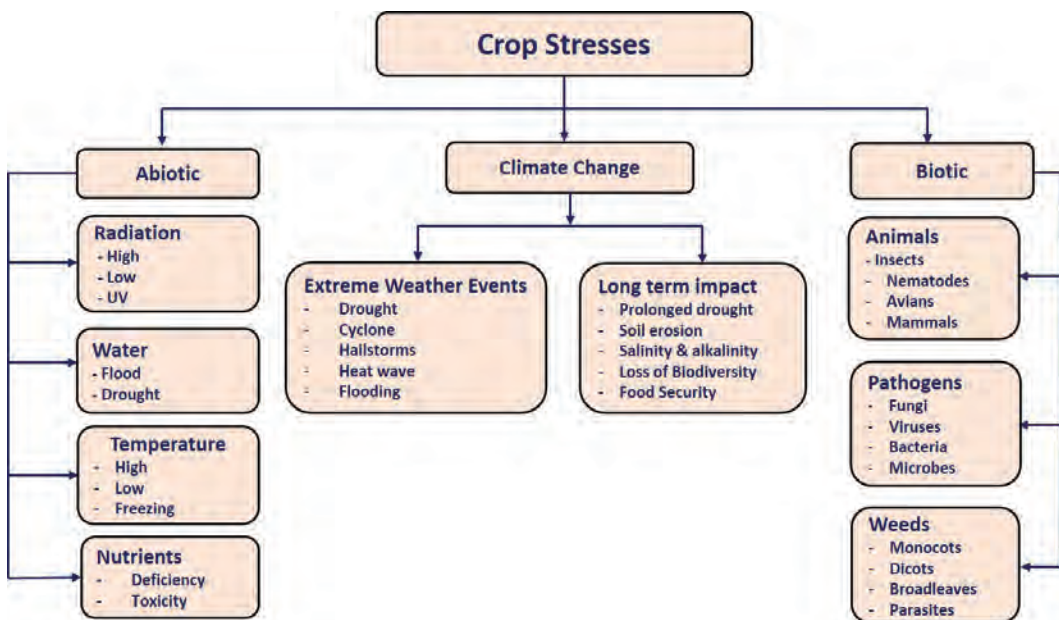 Crop Stresses
Abiotic
Climate Change
Biotic
Radiation
- High
- Low
- UV
Water
- Flood
- Drought
Temperature
- High
- Low
- Freezing
Nutrients
- Deficiency
- Toxicity
Extreme Weather Events
- Drought
- Cyclone
- Hailstorms
- Heat wave
- Flooding
Long term impact
- Prolonged drought
- Soil erosion
- Salinity & alkalinity
- Loss of Biodiversity
- Food Security
Animals
- Insects
- Nematodes
- Avians
- Mammals
Pathogens
- Fungi
- Viruses
- Bacteria
- Microbes
Weeds
- Monocots
- Dicots
- Broadleaves
- Parasites